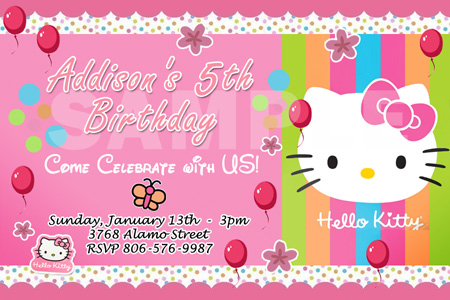 Addison's 5th
Birthday
SAMPLE
Come Celebrate with US!
Sunday, January 13th - 3pm
3768 Alamo Street
RSVP 806-576-9987
Hello Kitty
Hello Kitty